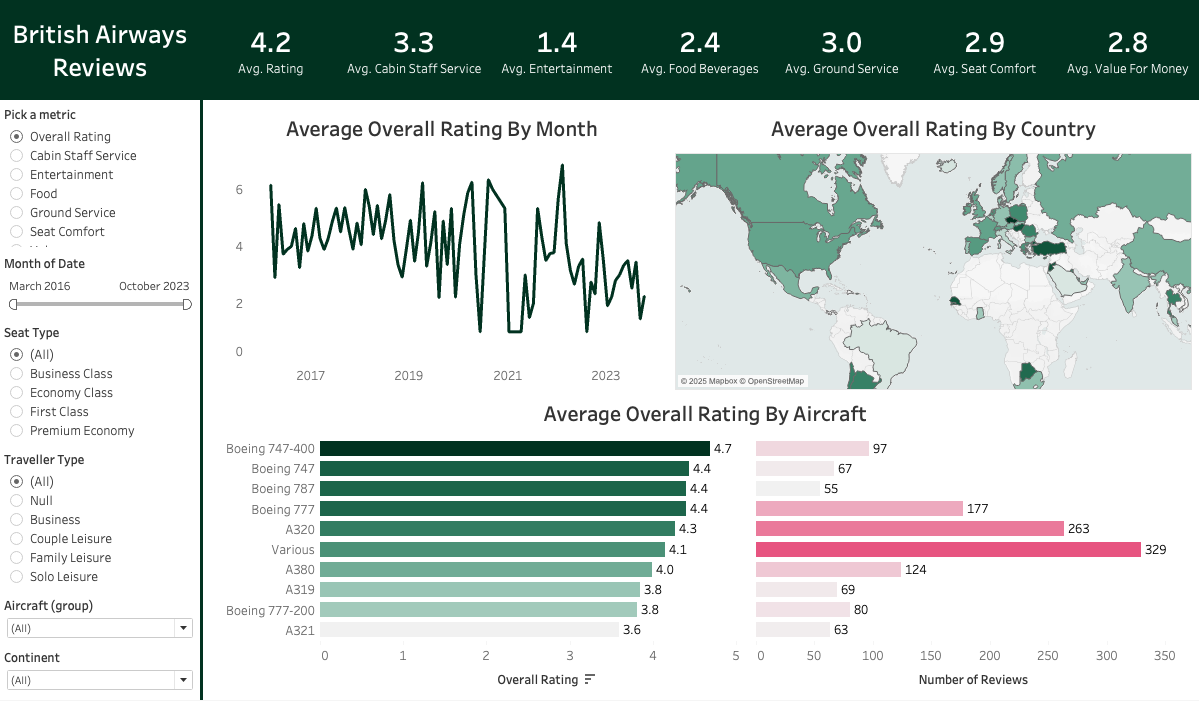 British Airways
Reviews
4.2
Avg. Rating
3.3
Avg. Cabin Staff Service
1.4
Avg. Entertainment
2.4
Avg. Food Beverages
3.0
Avg. Ground Service
2.9
Avg. Seat Comfort
2.8
Avg. Value For Money
Pick a metric
Overall Rating
Cabin Staff Service
Entertainment
Food
Ground Service
Seat Comfort
Month of Date
March 2016 October 2023
Seat Type
(All)
Business Class
Economy Class
First Class
Premium Economy
Traveller Type
(All)
Null
Business
Couple Leisure
Family Leisure
Solo Leisure
Aircraft (group)
(All)
Continent
(All)
Average Overall Rating By Month
6
4
2
0
2017 2019 2021 2023
Average Overall Rating By Country
© 2025 Mapbox © OpenStreetMap
Average Overall Rating By Aircraft
Boeing 747-400 4.7 97
Boeing 747 4.4 67
Boeing 787 4.4 55
Boeing 777 4.4 177
A320 4.3 263
Various 4.1 329
A380 4.0 124
A319 3.8 69
Boeing 777-200 3.8 80
A321 3.6 63
0 1 2 3 4 5 0 50 100 150 200 250 300 350
Overall Rating Number of Reviews